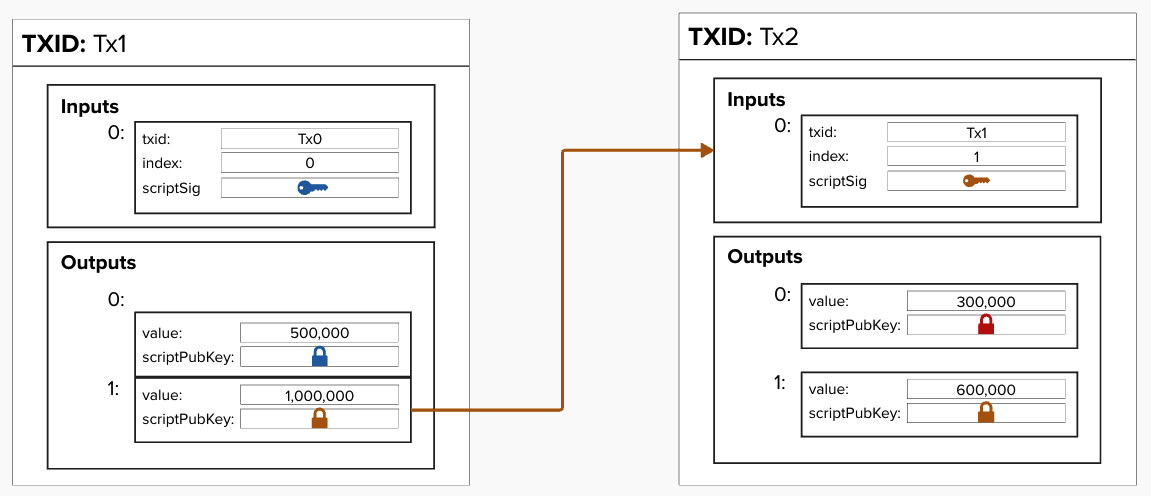 TXID: Tx1
Inputs
0:
txid: Tx0
index: 0
scriptSig
Outputs
0:
value: 500,000
scriptPubKey:
1:
value: 1,000,000
scriptPubKey:
TXID: Tx2
Inputs
0:
txid: Tx1
index: 1
scriptSig
Outputs
0:
value: 300,000
scriptPubKey:
1:
value: 600,000
scriptPubKey: